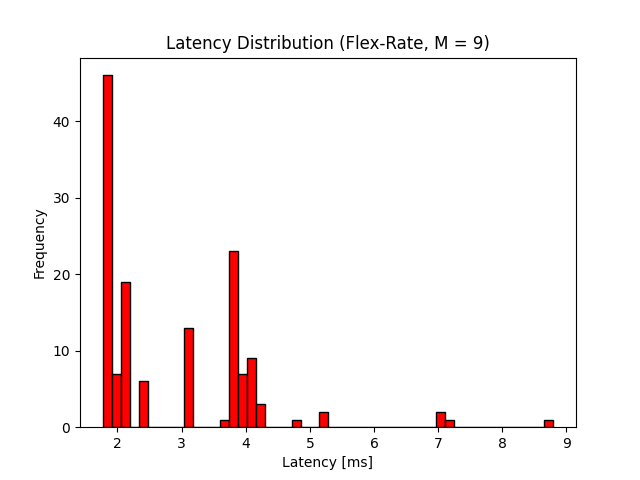 Latency Distribution (Flex-Rate, M = 9)
40
30
20
10
0
Frequency
2 3 4 5 6 7 8 9
Latency [ms]